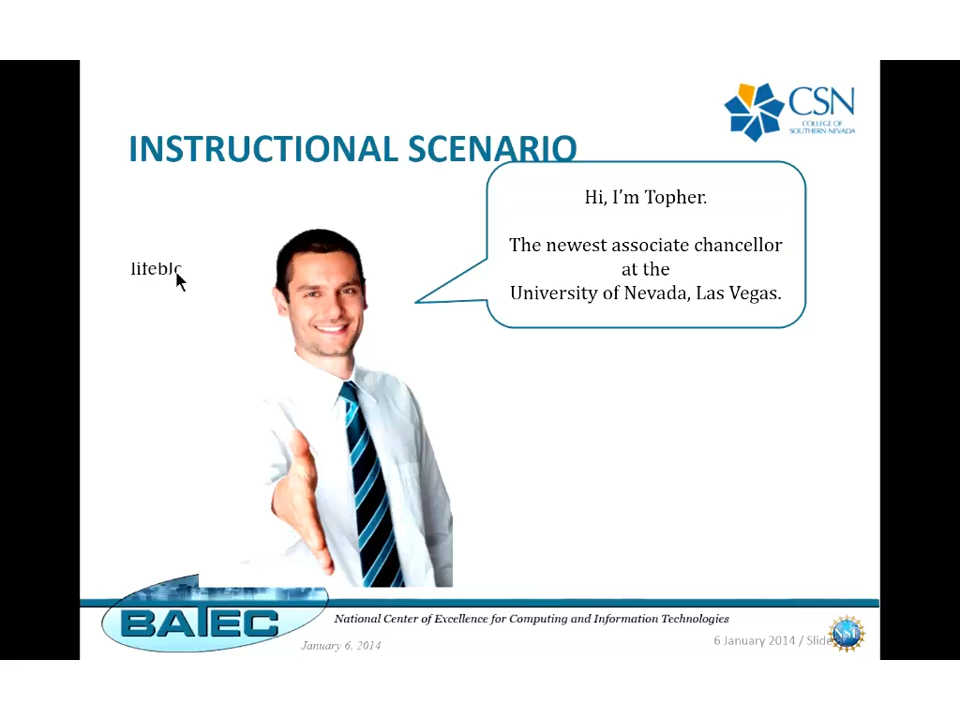 CSN
COLLEGE OF
SOUTHERN NEVADA
INSTRUCTIONAL SCENARIO
Hi, I'm Topher.
The newest associate chancellor
at the
University of Nevada, Las Vegas.
BATEC
National Center of Excellence for Computing and Information Technologies
January 6, 2014
6 January 2014 / Slide
NSF